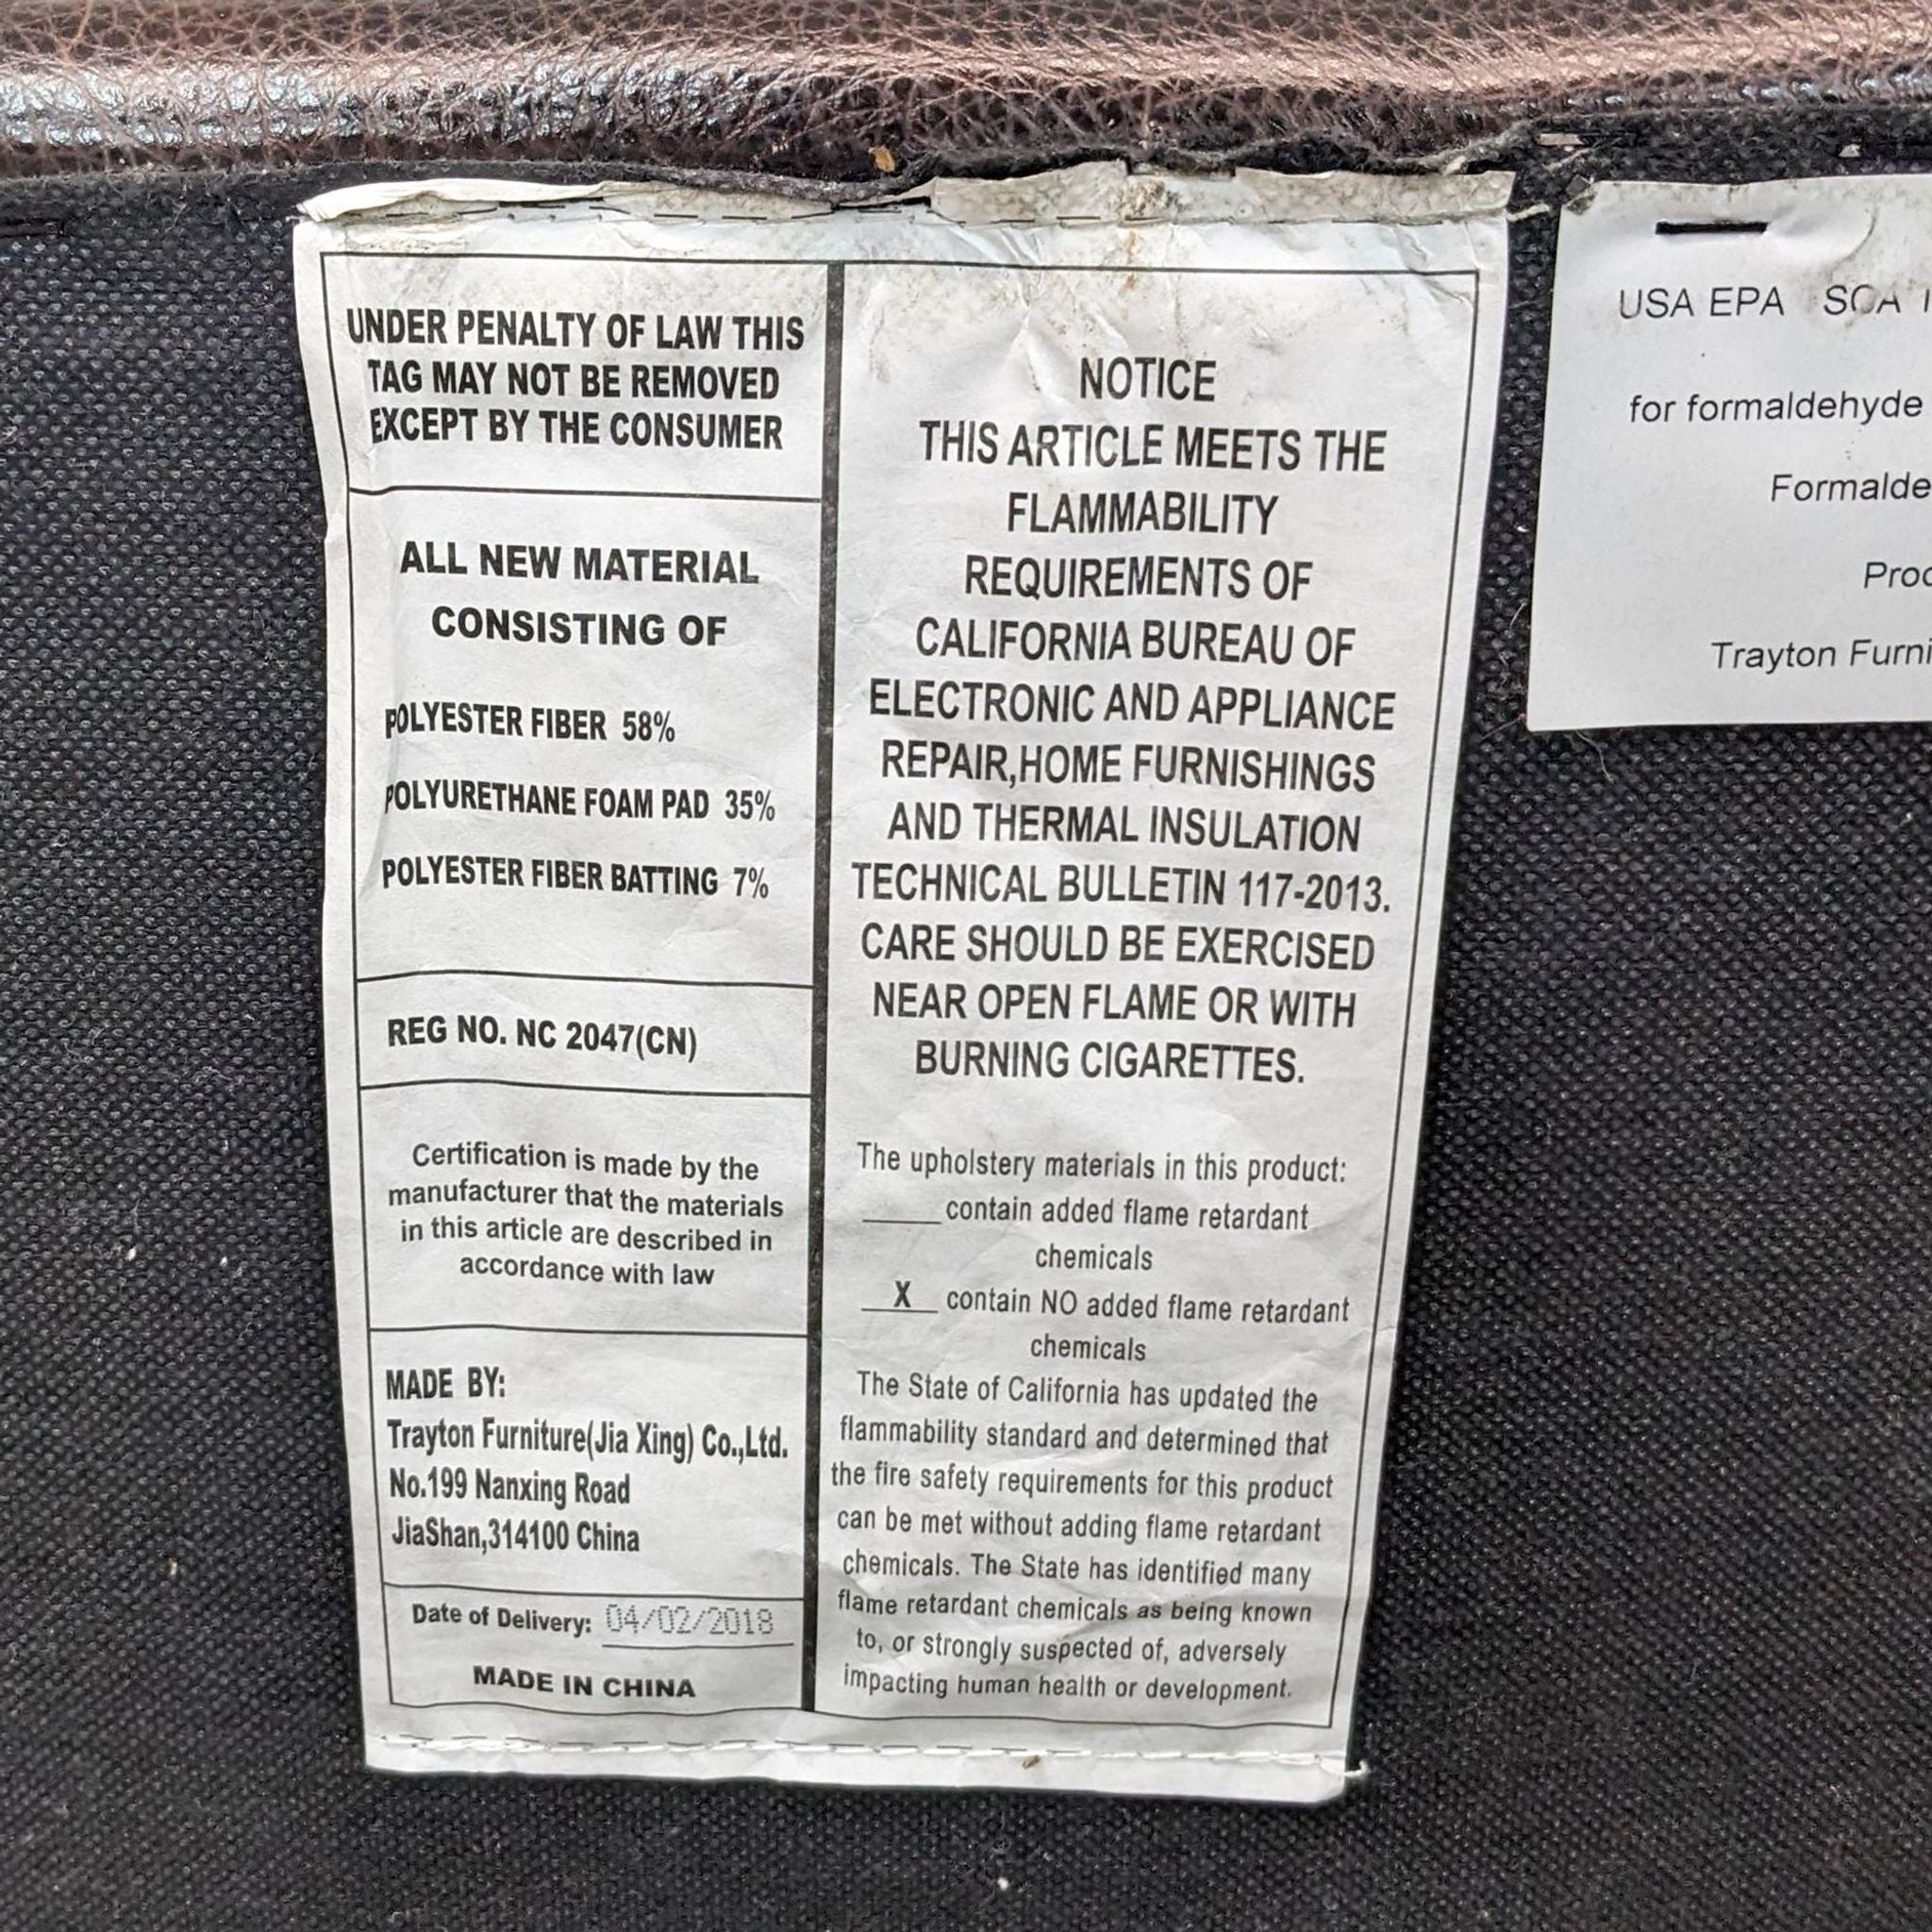 UNDER PENALTY OF LAW THIS
TAG MAY NOT BE REMOVED
EXCEPT BY THE CONSUMER
ALL NEW MATERIAL
CONSISTING OF
POLYESTER FIBER 58%
POLYURETHANE FOAM PAD 35%
POLYESTER FIBER BATTING 7%
REG NO. NC 2047(CN)
Certification is made by the
manufacturer that the materials
in this article are described in
accordance with law
MADE BY:
Trayton Furniture(Jia Xing) Co.,Ltd.
No.199 Nanxing Road
JiaShan,314100 China
Date of Delivery: 04/02/2018
MADE IN CHINA
NOTICE
THIS ARTICLE MEETS THE
FLAMMABILITY
REQUIREMENTS OF
CALIFORNIA BUREAU OF
ELECTRONIC AND APPLIANCE
REPAIR,HOME FURNISHINGS
AND THERMAL INSULATION
TECHNICAL BULLETIN 117-2013.
CARE SHOULD BE EXERCISED
NEAR OPEN FLAME OR WITH
BURNING CIGARETTES.
The upholstery materials in this product:
_____contain added flame retardant
chemicals
__X__ contain NO added flame retardant
chemicals
The State of California has updated the
flammability standard and determined that
the fire safety requirements for this product
can be met without adding flame retardant
chemicals. The State has identified many
flame retardant chemicals as being known
to, or strongly suspected of, adversely
impacting human health or development.
USA EPA
for formaldehyde
Formalde
Trayton Furni